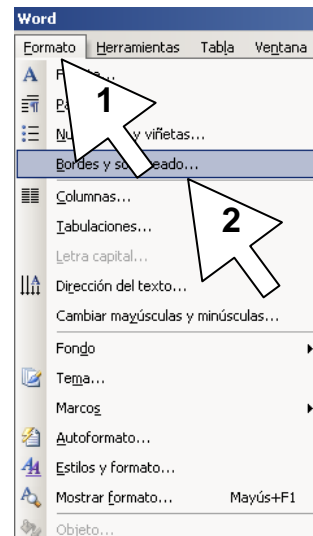 Word
Formato Herramientas Tabla Ventana
1
y viñetas...
Bordes y so eado...
2
Columnas...
Tabulaciones...
Letra capital...
Dirección del texto...
Cambiar mayúsculas y minúsculas...
Fondo
Tema...
Marcos
Autoformato...
Estilos y formato...
Mostrar formato... Mayús+F1
Objeto...